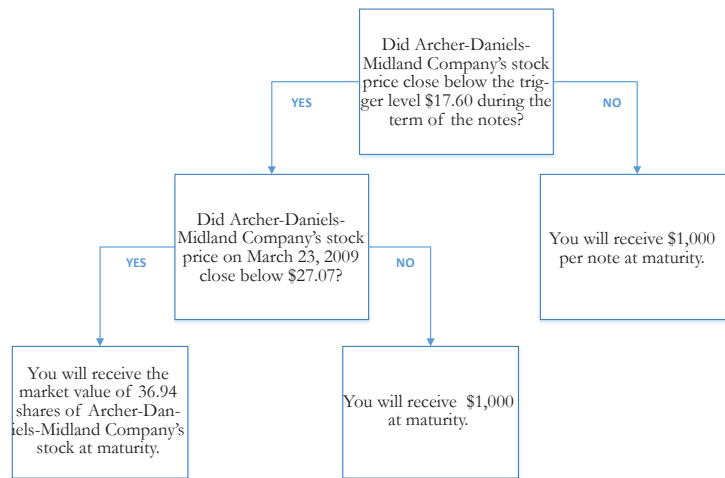 Did Archer-Daniels-
Midland Company's stock
price close below the trig-
ger level $17.60 during the
term of the notes?
YES
NO
Did Archer-Daniels-
Midland Company's stock
price on March 23, 2009
close below $27.07?
You will receive $1,000
per note at maturity.
YES
NO
You will receive the
market value of 36.94
shares of Archer-Dan-
iels-Midland Company's
stock at maturity.
You will receive $1,000
at maturity.